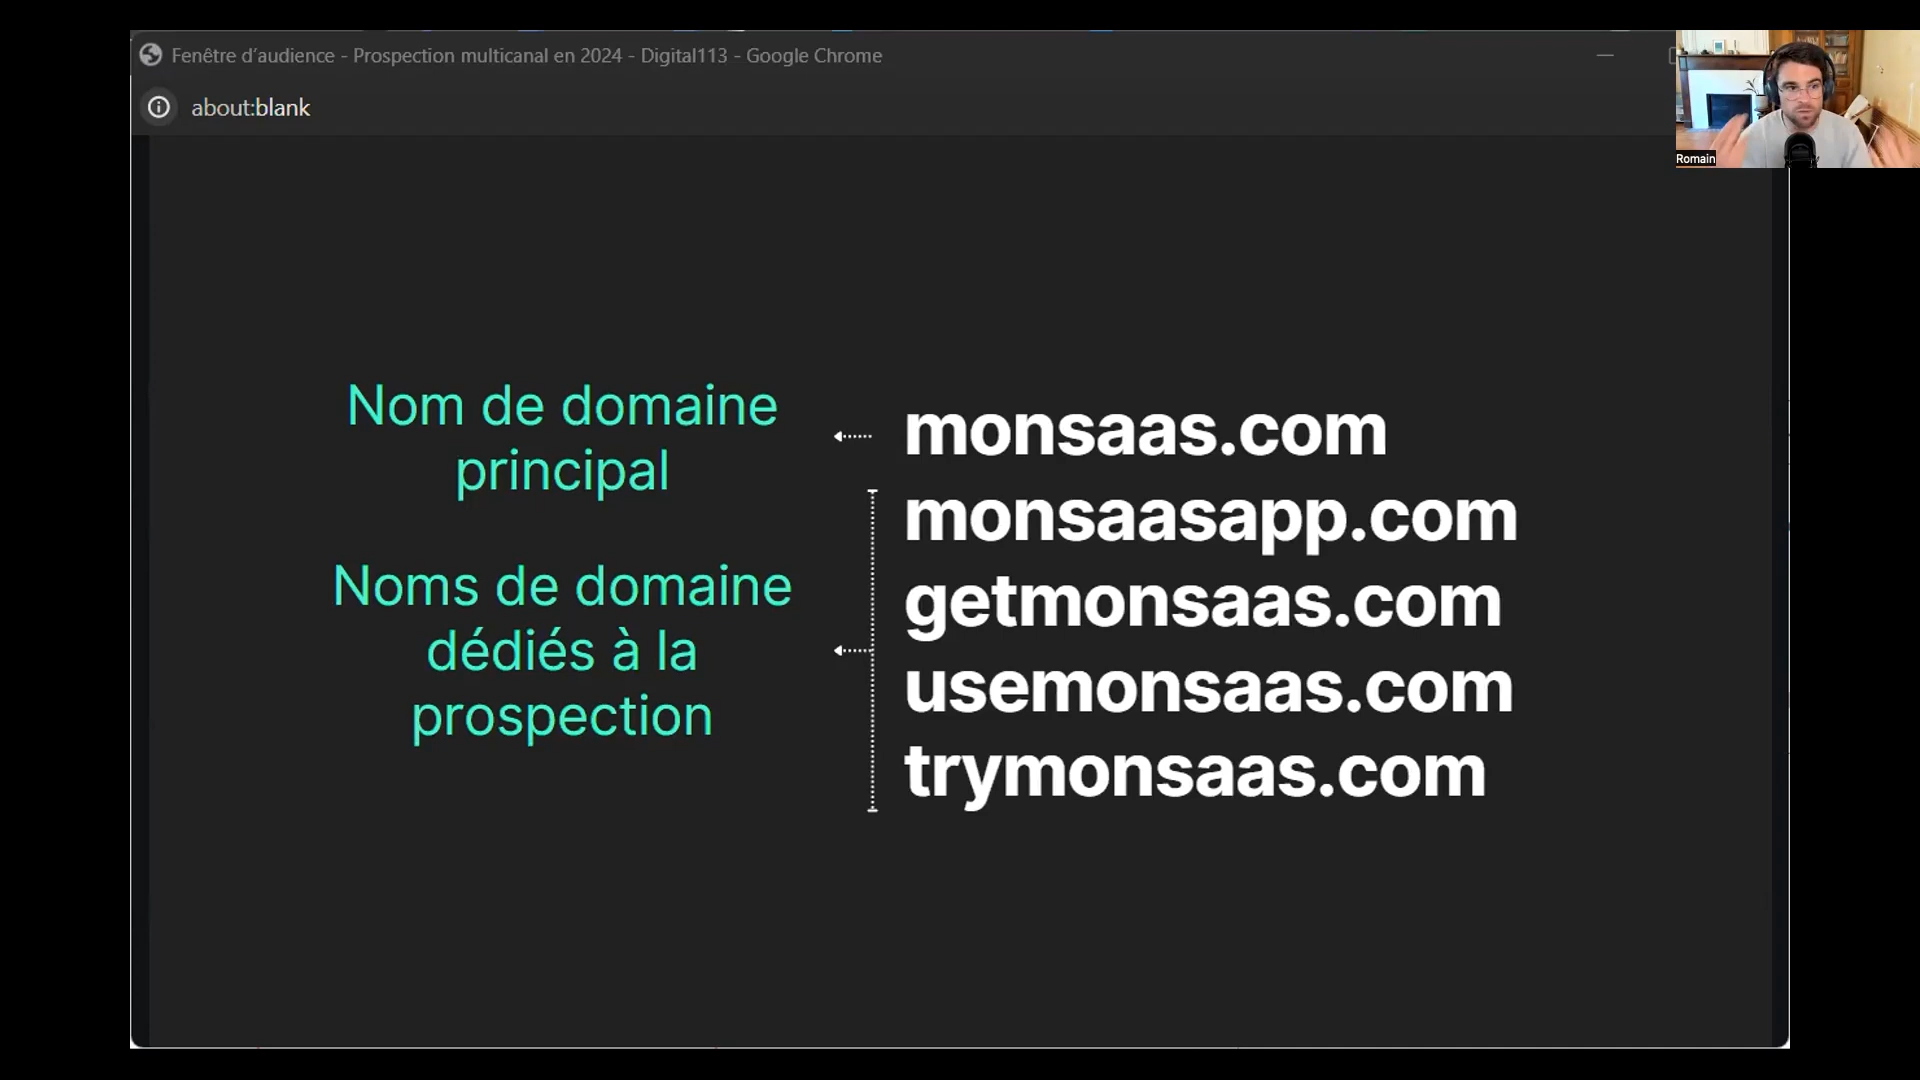 Fenêtre d'audience - Prospection multicanal en 2024 - Digital113 - Google Chrome
about:blank
Romain
Nom de domaine
principal
monsaas.com
Noms de domaine
dédiés à la
prospection
monsaasapp.com
getmonsaas.com
usemonsaas.com
trymonsaas.com